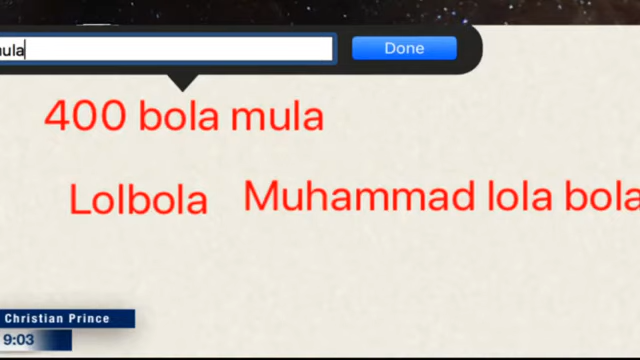 mula
Done
400 bola mula
Lolbola
Muhammad lola bola
Christian Prince
9:03